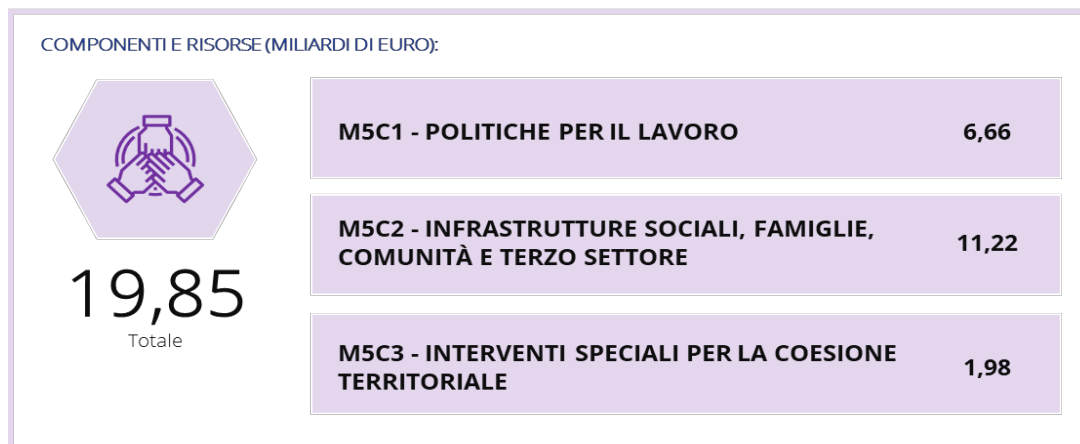 COMPONENTI E RISORSE (MILIARDI DI EURO):
19,85
Totale
M5C1 - POLITICHE PER IL LAVORO 6,66
M5C2 - INFRASTRUTTURE SOCIALI, FAMIGLIE,
COMUNITÀ E TERZO SETTORE
11,22
M5C3 - INTERVENTI SPECIALI PER LA COESIONE
TERRITORIALE
1,98